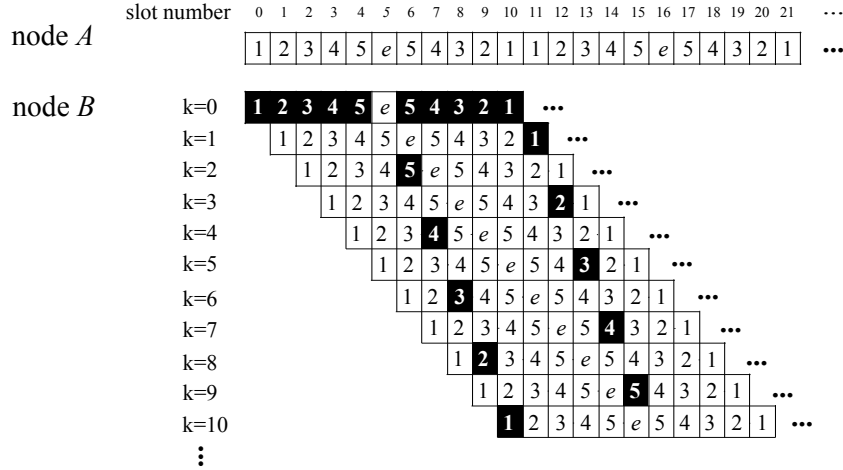 slot number 0 1 2 3 4 5 6 7 8 9 10 11 12 13 14 15 16 17 18 19 20 21 ...
node A 1 2 3 4 5 e 5 4 3 2 1 1 2 3 4 5 e 5 4 3 2 1 ...
node B k=0 1 2 3 4 5 e 5 4 3 2 1 ...
k=1 1 2 3 4 5 e 5 4 3 2 1 ...
k=2 1 2 3 4 5 e 5 4 3 2 1 ...
k=3 1 2 3 4 5 e 5 4 3 2 1 ...
k=4 1 2 3 4 5 e 5 4 3 2 1 ...
k=5 1 2 3 4 5 e 5 4 3 2 1 ...
k=6 1 2 3 4 5 e 5 4 3 2 1 ...
k=7 1 2 3 4 5 e 5 4 3 2 1 ...
k=8 1 2 3 4 5 e 5 4 3 2 1 ...
k=9 1 2 3 4 5 e 5 4 3 2 1 ...
k=10 1 2 3 4 5 e 5 4 3 2 1 ...
⋮